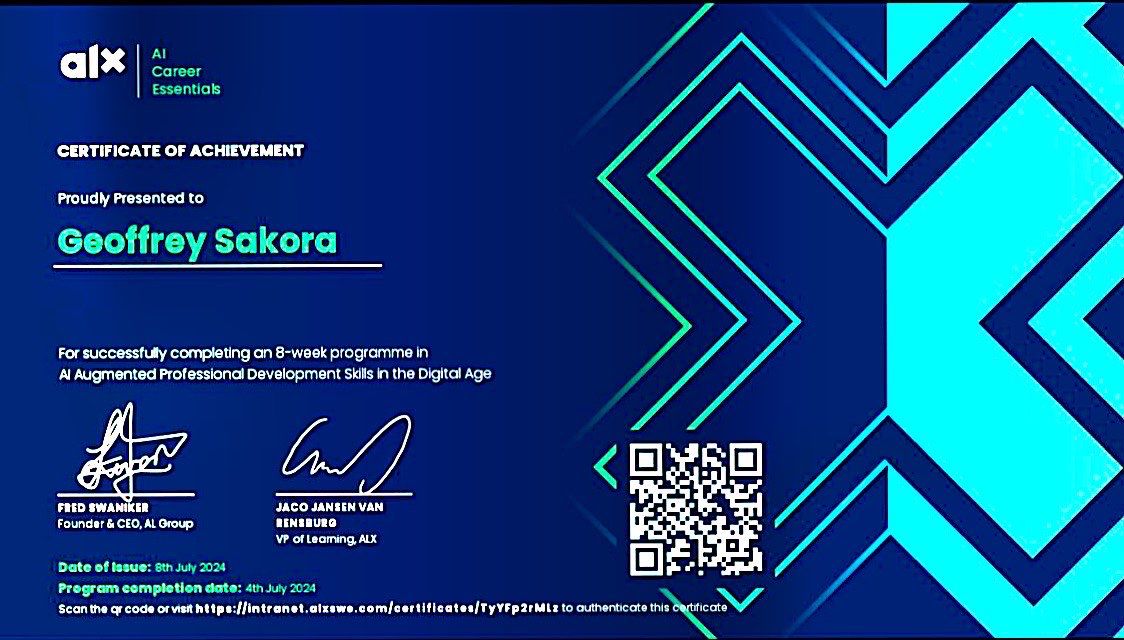 alx
AI
Career
Essentials
CERTIFICATE OF ACHIEVEMENT
Proudly Presented to
Geoffrey Sakora
For successfully completing an 8-week programme in
AI Augmented Professional Development Skills in the Digital Age
FRED SWANIKER
Founder & CEO, AL Group
JACO JANSEN VAN
RENSBURG
VP of Learning, ALX
Date of Issue: 8th July 2024
Program completion date: 4th July 2024
Scan the qr code or visit https://intranet.alxswe.com/certificates/TyYFp2rMLz to authenticate this certificate